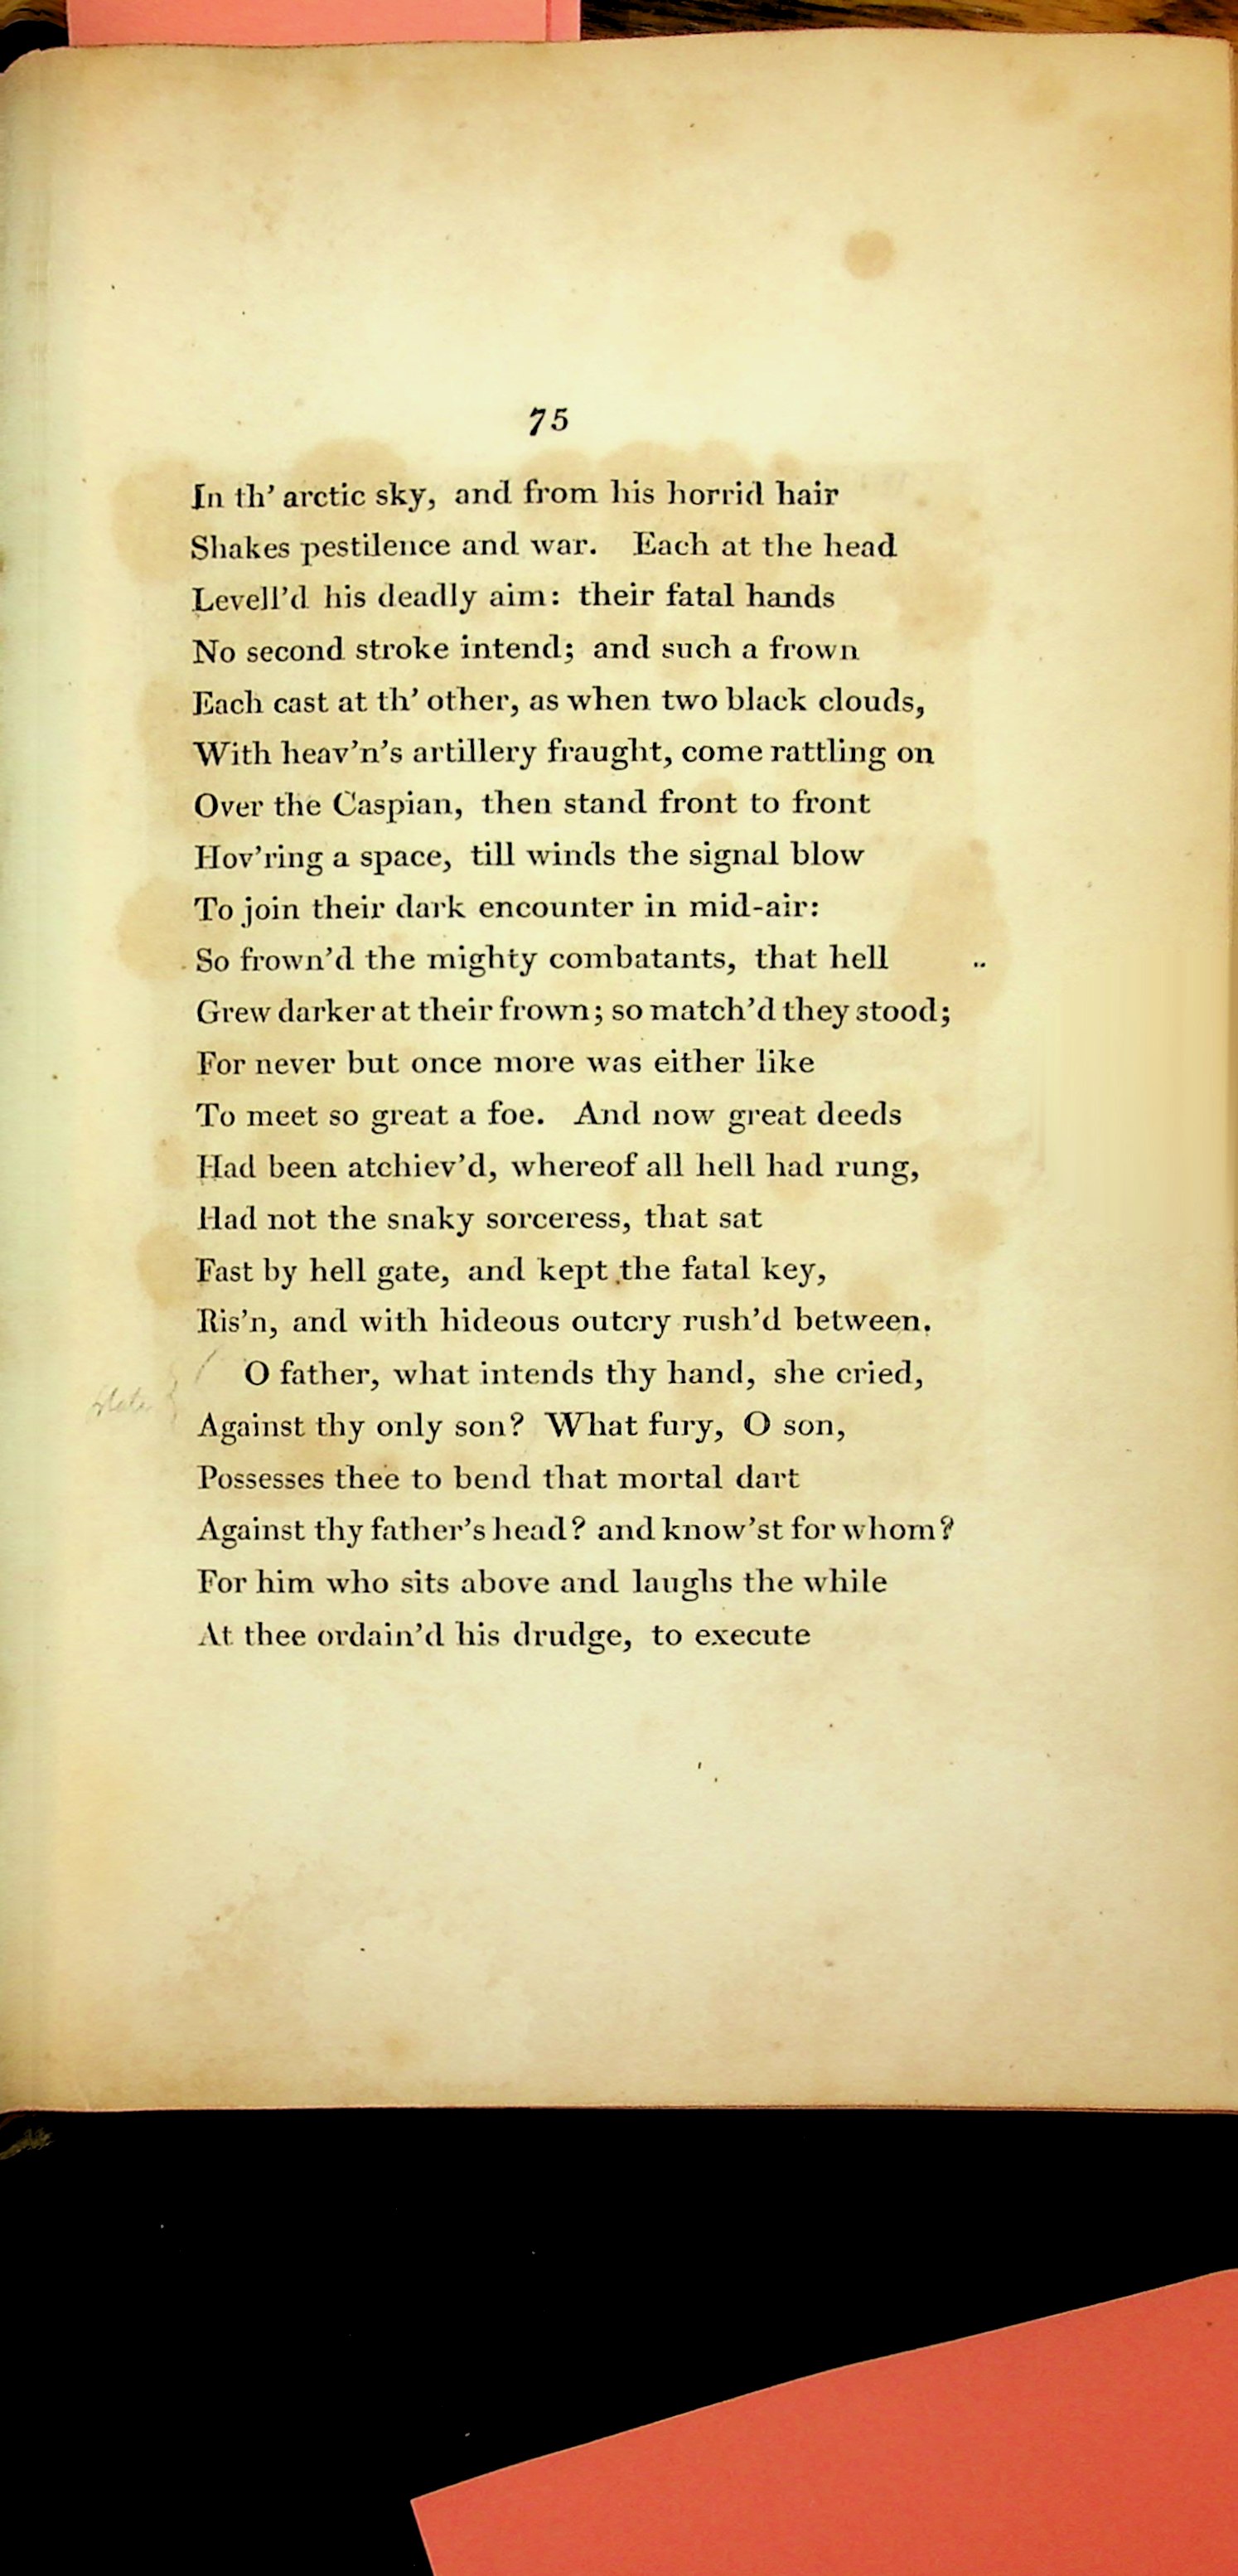 75
In th' arctic sky, and from his horrid hair
Shakes pestilence and war. Each at the head
Levell'd his deadly aim: their fatal hands
No second stroke intend; and such a frown
Each cast at th' other, as when two black clouds,
With heav'n's artillery fraught, come rattling on
Over the Caspian, then stand front to front
Hov'ring a space, till winds the signal blow
To join their dark encounter in mid-air:
So frown'd the mighty combatants, that hell
Grew darker at their frown; so match'd they stood;
For never but once more was either like
To meet so great a foe. And now great deeds
Had been atchiev'd, whereof all hell had rung,
Had not the snaky sorceress, that sat
Fast by hell gate, and kept the fatal key,
Ris'n, and with hideous outcry rush'd between.
O father, what intends thy hand, she cried,
Against thy only son? What fury, O son,
Possesses thee to bend that mortal dart
Against thy father's head? and know'st for whom?
For him who sits above and laughs the while
At thee ordain'd his drudge, to execute